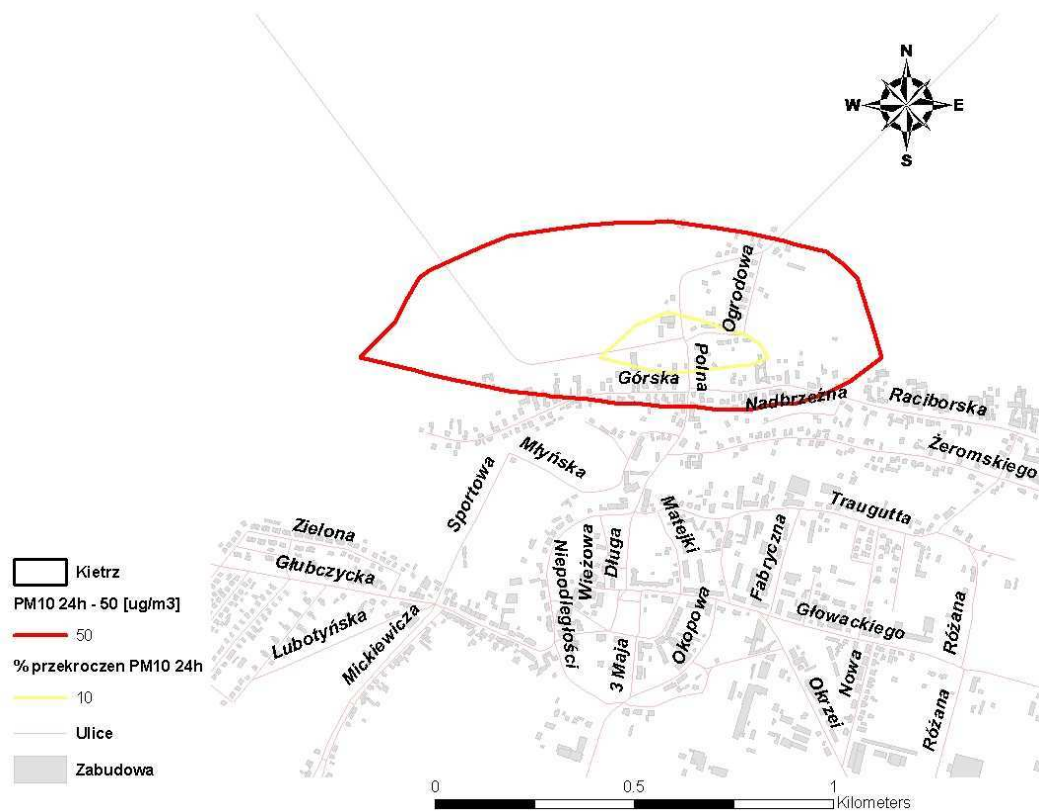 N
W E
S
Ogrodowa
Polna
Górska
Nadbrzeźna
Raciborska
Żeromskiego
Młyńska
Sportowa
Traugutta
Matejki
Fabryczna
Zielona
Wieżowa
Długa
Głubczycka
Niepodległości
Okopowa
Głowackiego
Różana
Lubotyńska
Mickiewicza
3 Maja
Nowa
Okrzei
Różana
Kietrz
PM10 24h - 50 [ug/m3]
50
% przekroczen PM10 24h
10
Ulice
Zabudowa
0 0.5 1
Kilometers